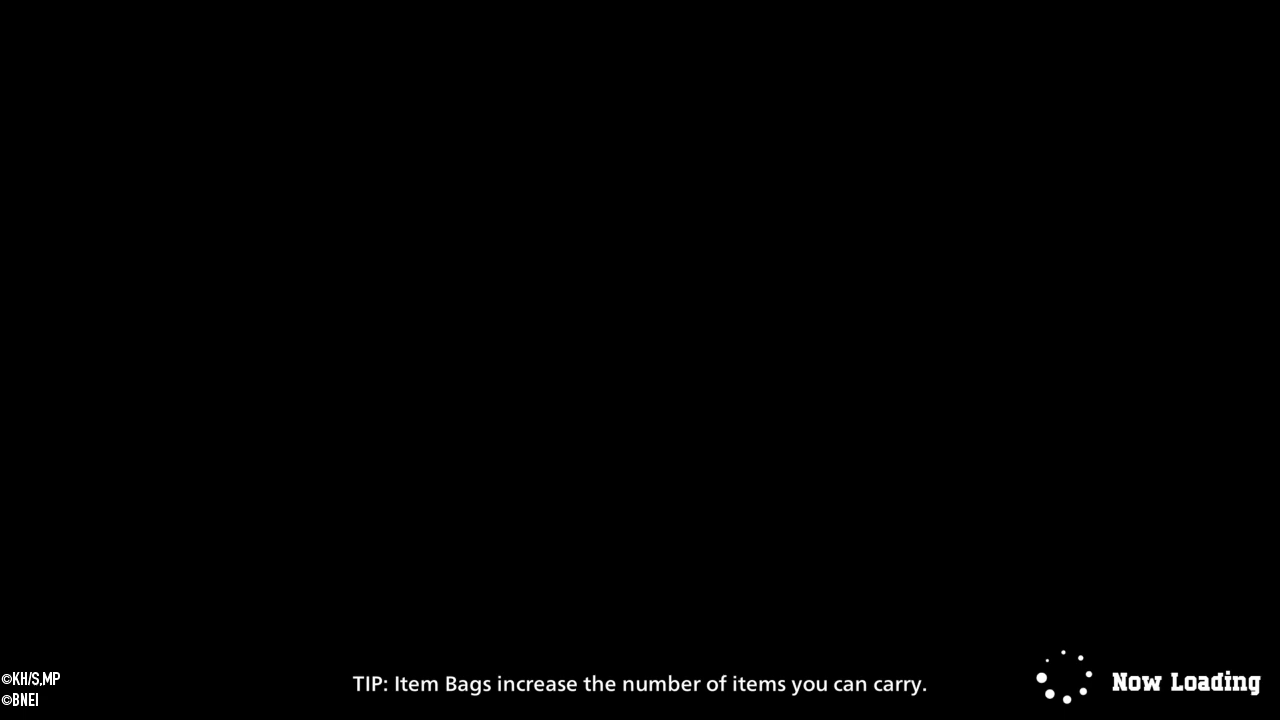 TIP: Item Bags increase the number of items you can carry.
Now Loading
©KH/S,MP
©BNEI